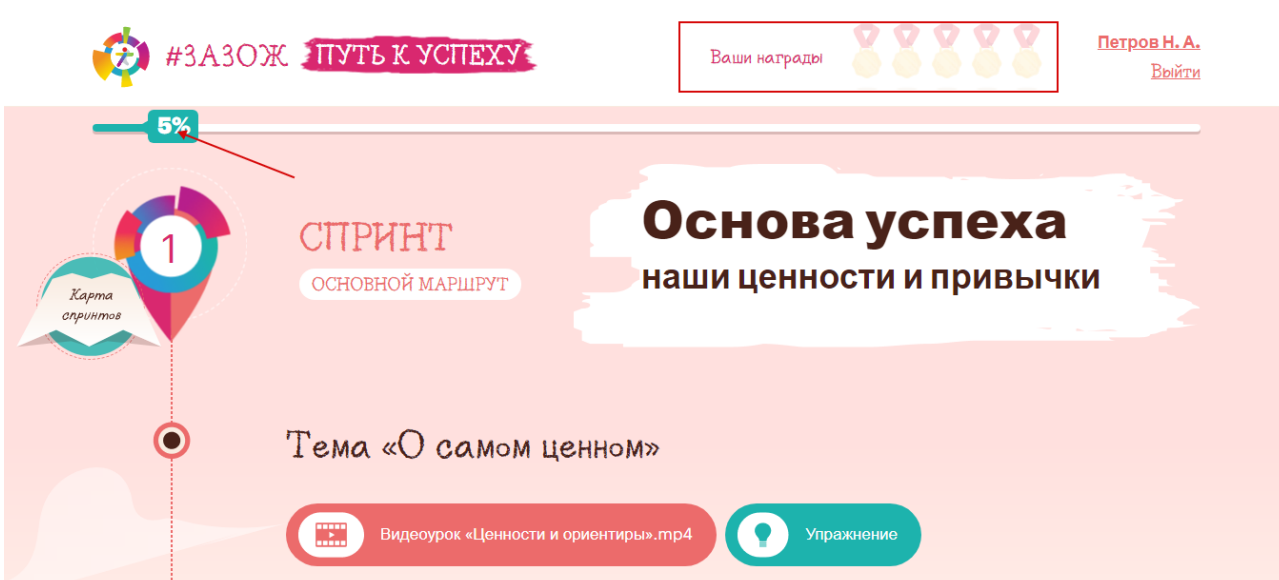 #ЗАЗОЖ ПУТЬ К УСПЕХУ
Ваши награды
Петров Н. А.
Выйти
5%
1
Карта
спринтов
СПРИНТ
ОСНОВНОЙ МАРШРУТ
Основа успеха
наши ценности и привычки
Тема «О самом ценном»
Видеоурок «Ценности и ориентиры».mp4
Упражнение